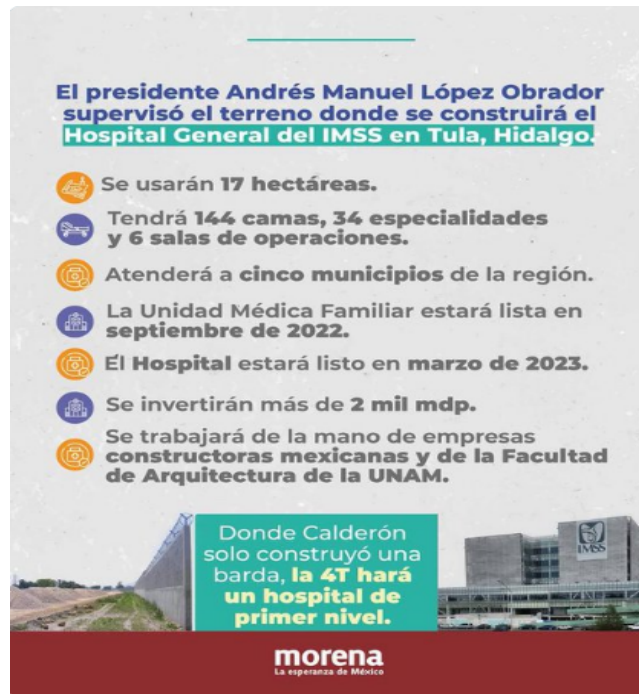 El presidente Andrés Manuel López Obrador
supervisó el terreno donde se construirá el
Hospital General del IMSS en Tula, Hidalgo.
Se usarán 17 hectáreas.
Tendrá 144 camas, 34 especialidades
y 6 salas de operaciones.
Atenderá a cinco municipios de la región.
La Unidad Médica Familiar estará lista en
septiembre de 2022.
El Hospital estará listo en marzo de 2023.
Se invertirán más de 2 mil mdp.
Se trabajará de la mano de empresas
constructoras mexicanas y de la Facultad
de Arquitectura de la UNAM.
Donde Calderón
solo construyó una
barda, la 4T hará
un hospital de
primer nivel.
IMSS
morena
La esperanza de México